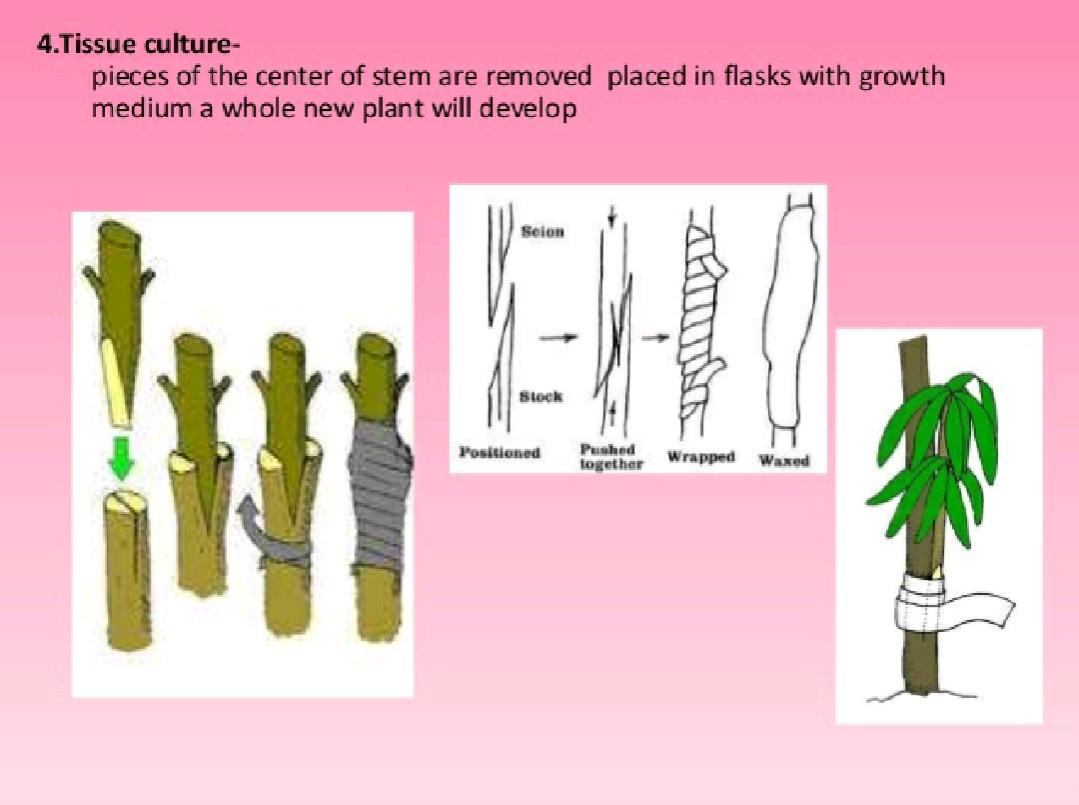 4.Tissue culture-
pieces of the center of stem are removed placed in flasks with growth
medium a whole new plant will develop
Scion
Stock
Positioned
Pushed
together
Wrapped
Waxed